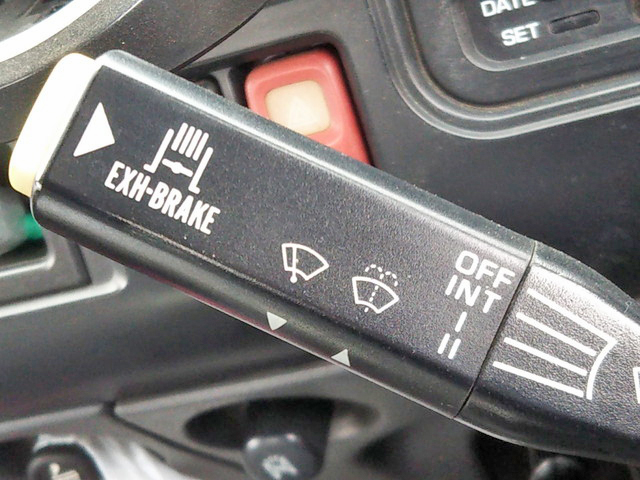 DATE
SET
EXH-BRAKE
OFF
INT
I
II